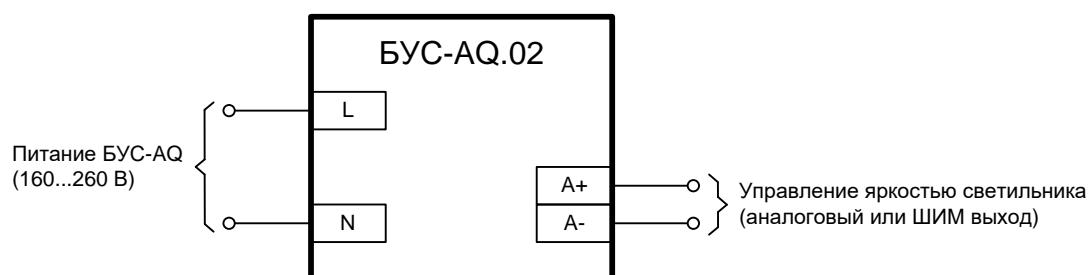 БУС-AQ.02
L
Питание БУС-AQ
(160...260 В)
N
A+
A-
Управление яркостью светильника
(аналоговый или ШИМ выход)